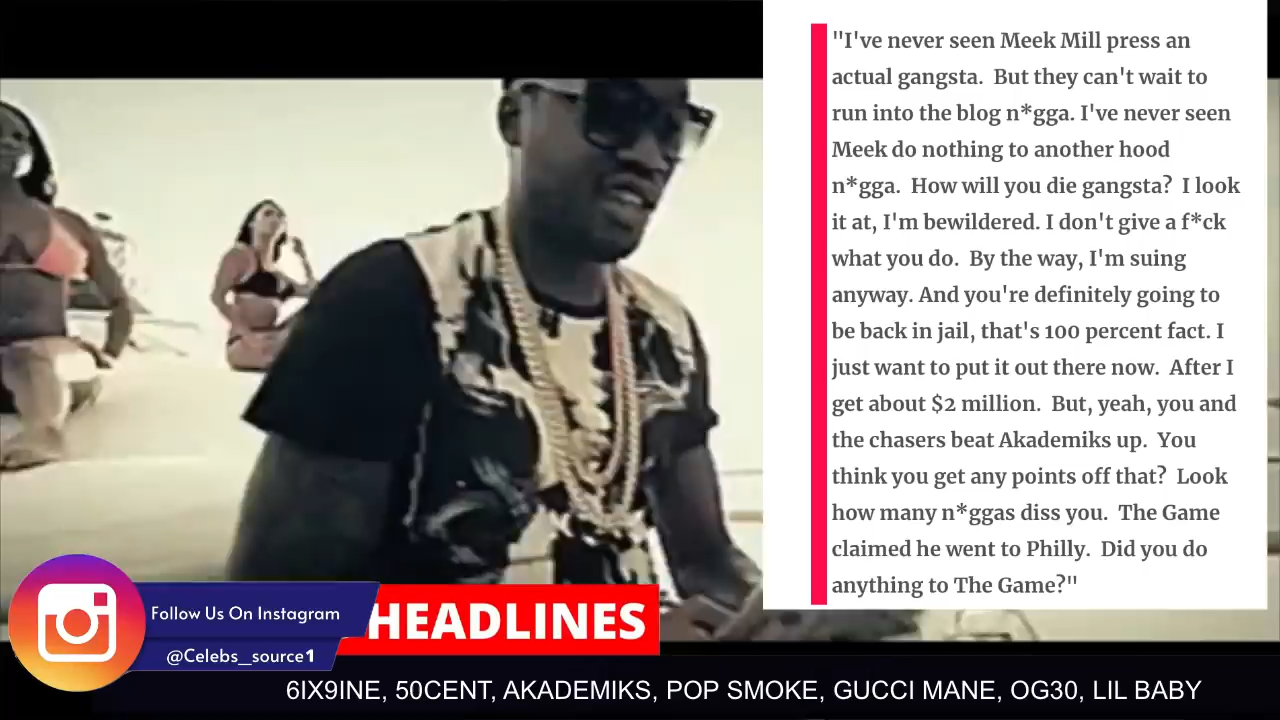 "I've never seen Meek Mill press an
actual gangsta.  But they can't wait to
run into the blog n*gga. I've never seen
Meek do nothing to another hood
n*gga.  How will you die gangsta?  I look
it at, I'm bewildered. I don't give a f*ck
what you do.  By the way, I'm suing
anyway. And you're definitely going to
be back in jail, that's 100 percent fact. I
just want to put it out there now.  After I
get about $2 million.  But, yeah, you and
the chasers beat Akademiks up.  You
think you get any points off that?  Look
how many n*ggas diss you.  The Game
claimed he went to Philly.  Did you do
anything to The Game?"
Follow Us On Instagram
@Celebs_source1
HEADLINES
6IX9INE, 50CENT, AKADEMIKS, POP SMOKE, GUCCI MANE, OG30, LIL BABY